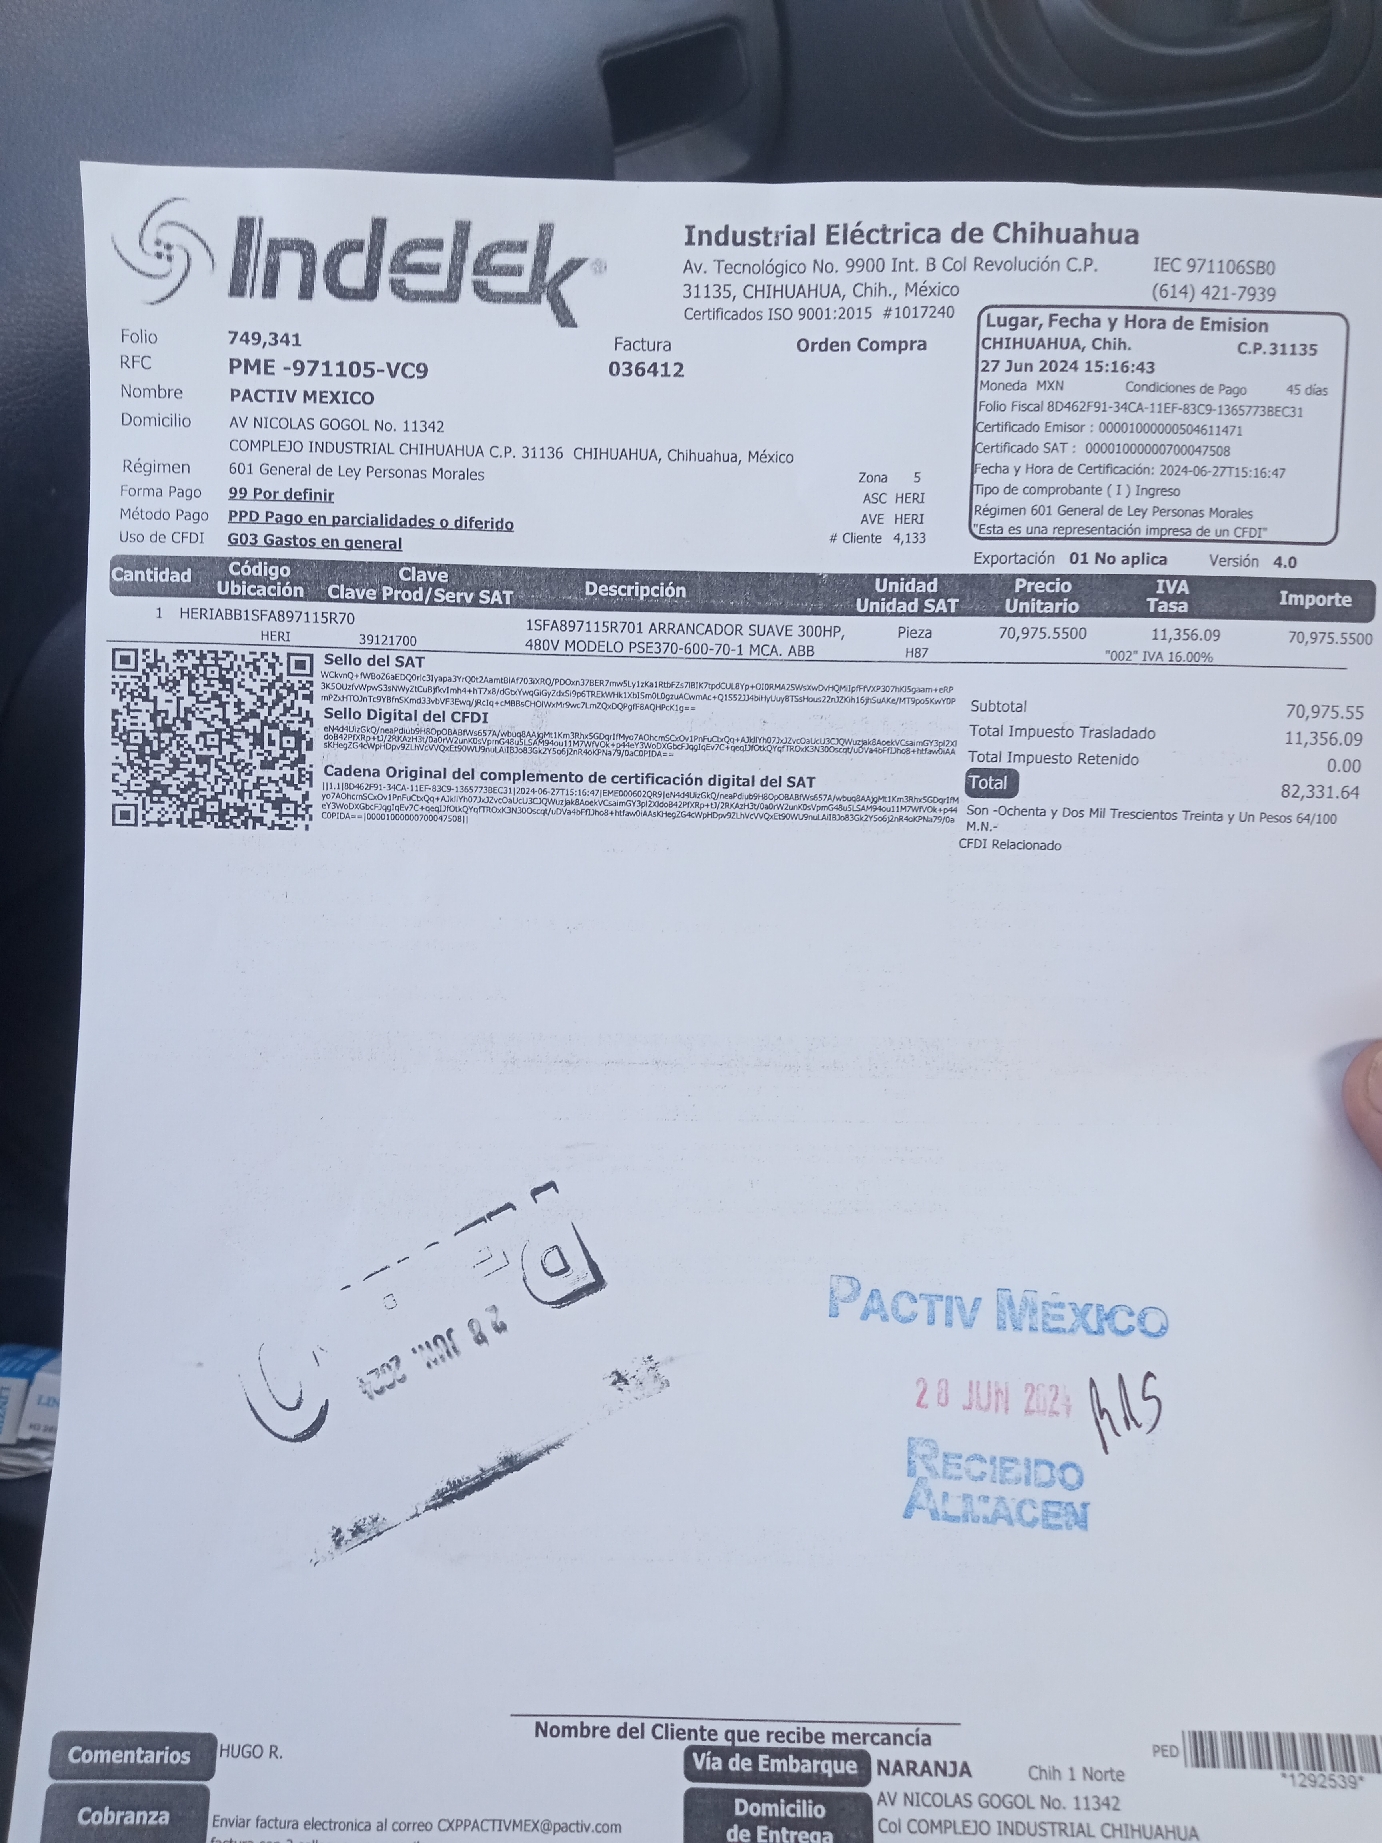 Indelek
Industrial Eléctrica de Chihuahua
Av. Tecnológico No. 9900 Int. B Col Revolución C.P.
31135, CHIHUAHUA, Chih., México
Certificados ISO 9001:2015 #1017240
IEC 971106SB0
(614) 421-7939
Folio 749,341
RFC PME -971105-VC9
Nombre PACTIV MEXICO
Domicilio AV NICOLAS GOGOL No. 11342
COMPLEJO INDUSTRIAL CHIHUAHUA C.P. 31136 CHIHUAHUA, Chihuahua, México
Régimen 601 General de Ley Personas Morales
Forma Pago 99 Por definir
Método Pago PPD Pago en parcialidades o diferido
Uso de CFDI G03 Gastos en general
Factura
036412
Orden Compra
Zona 5
ASC HERI
AVE HERI
# Cliente 4,133
Lugar, Fecha y Hora de Emision
CHIHUAHUA, Chih. C.P.31135
27 Jun 2024 15:16:43
Moneda MXN Condiciones de Pago 45 días
Folio Fiscal 8D462F91-34CA-11EF-83C9-1365773BEC31
Certificado Emisor : 00001000000504611471
Certificado SAT : 00001000000700047508
Fecha y Hora de Certificación: 2024-06-27T15:16:47
Tipo de comprobante ( I ) Ingreso
Régimen 601 General de Ley Personas Morales
"Esta es una representación impresa de un CFDI"
Exportación 01 No aplica Versión 4.0
Cantidad Código Ubicación Clave Clave Prod/Serv SAT Descripción Unidad Unidad SAT Precio Unitario IVA Tasa Importe
1 HERIABB1SFA897115R70 1SFA897115R701 ARRANCADOR SUAVE 300HP, Pieza 70,975.5500 11,356.09 70,975.5500
HERI 39121700 480V MODELO PSE370-600-70-1 MCA. ABB H87 "002" IVA 16.00%
Sello del SAT
Sello Digital del CFDI
Cadena Original del complemento de certificación digital del SAT
Subtotal 70,975.55
Total Impuesto Trasladado 11,356.09
Total Impuesto Retenido 0.00
Total 82,331.64
Son -Ochenta y Dos Mil Trescientos Treinta y Un Pesos 64/100
M.N.-
CFDI Relacionado
28 JUN. 2024
PACTIV MÉXICO
28 JUN 2024
RECIBIDO
ALMACEN
Nombre del Cliente que recibe mercancía
Comentarios HUGO R.
Vía de Embarque NARANJA Chih 1 Norte
PED
*1292539*
Cobranza Enviar factura electronica al correo CXPPACTIVMEX@pactiv.com
Domicilio de Entrega AV NICOLAS GOGOL No. 11342
Col COMPLEJO INDUSTRIAL CHIHUAHUA